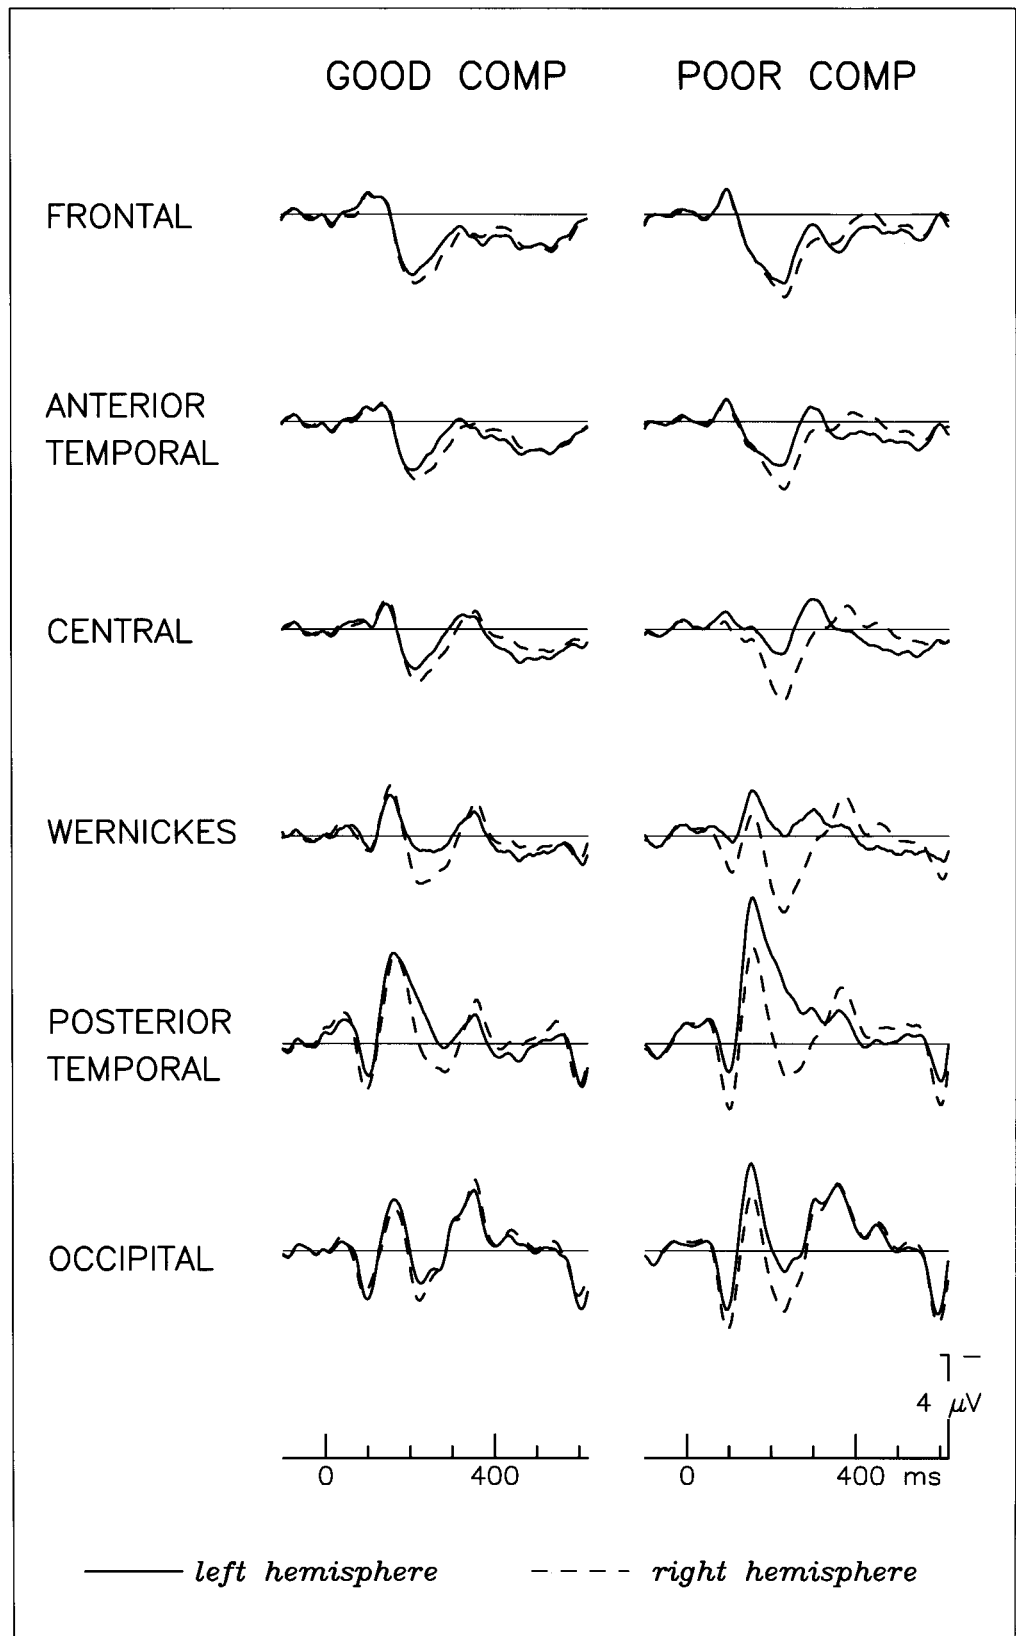 GOOD COMP POOR COMP
FRONTAL
ANTERIOR
TEMPORAL
CENTRAL
WERNICKES
POSTERIOR
TEMPORAL
OCCIPITAL
4 μV
0 400 0 400 ms
left hemisphere right hemisphere